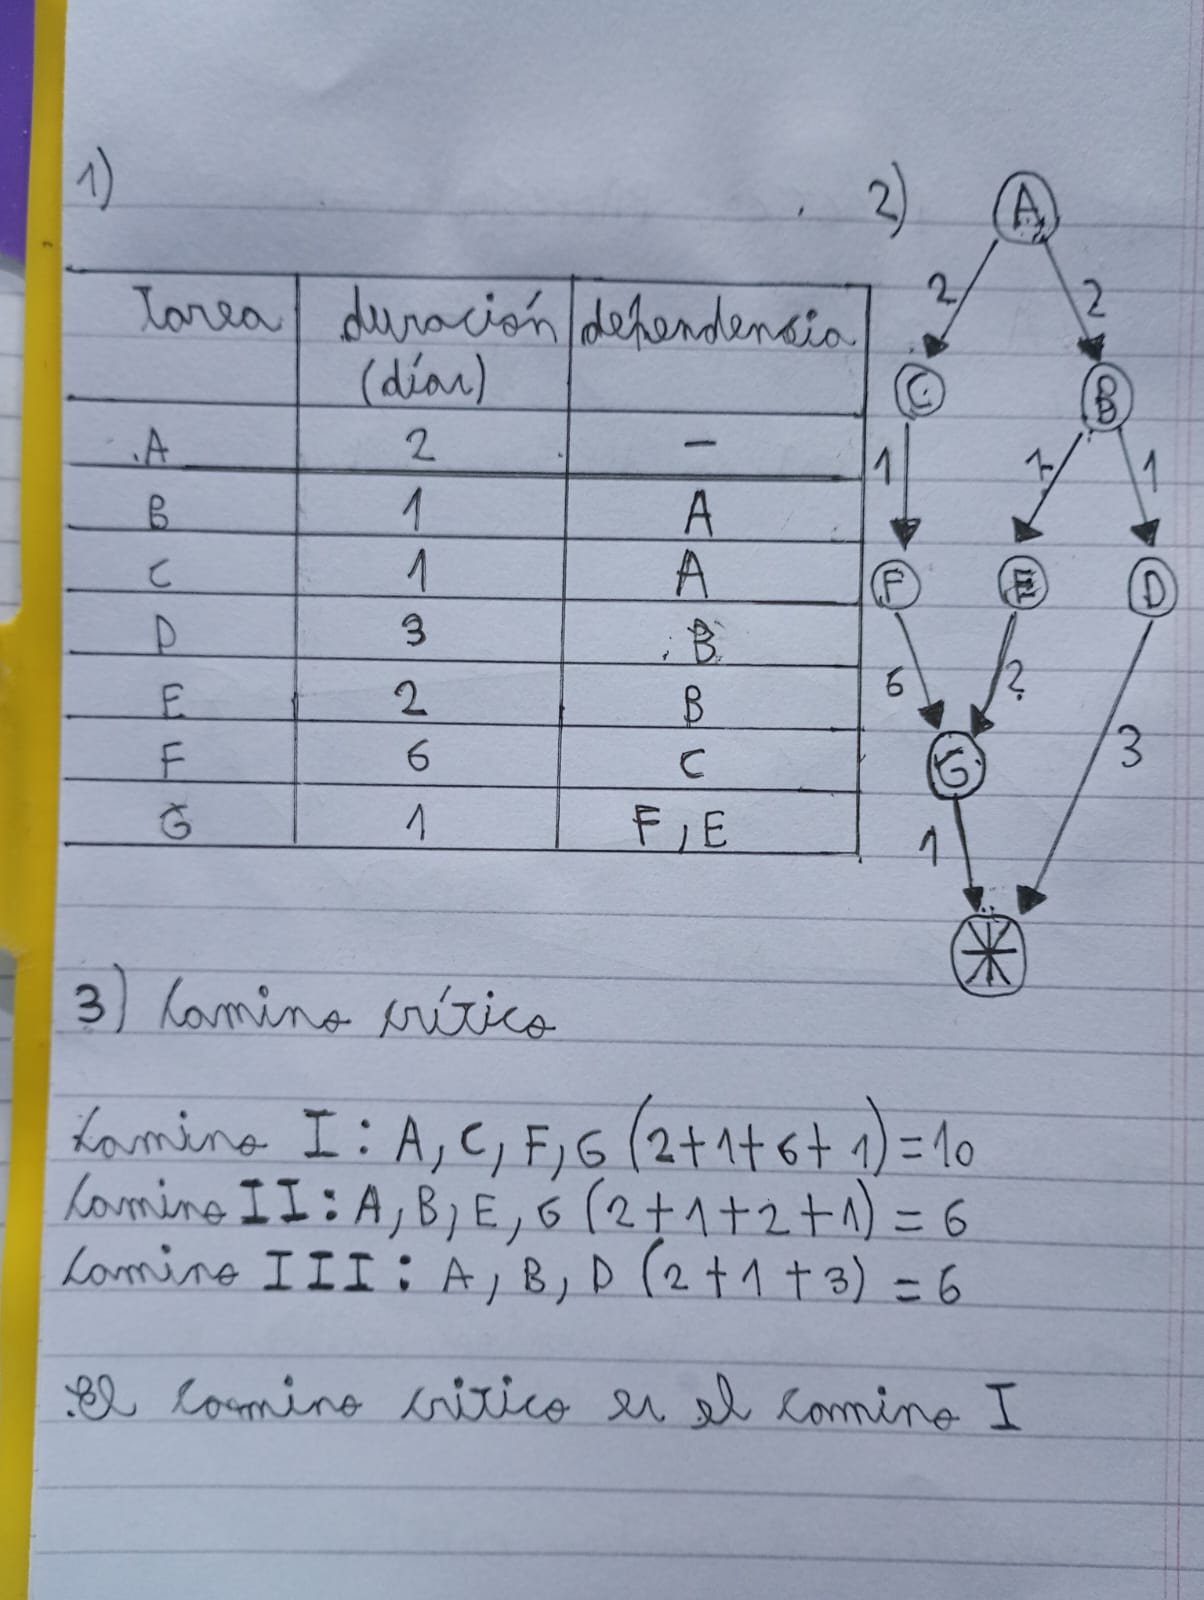 1)
Tarea duración dependencia
(días)
A 2 -
B 1 A
C 1 A
D 3 B
E 2 B
F 6 C
G 1 F, E
2)
A
2 2
C B
1 1 1
F E D
6 2 3
G
1
3) Camino crítico
Camino I: A, C, F, G (2+1+6+1)=10
Camino II: A, B, E, G (2+1+2+1) = 6
Camino III: A, B, D (2+1+3) = 6
El camino critico es el camino I